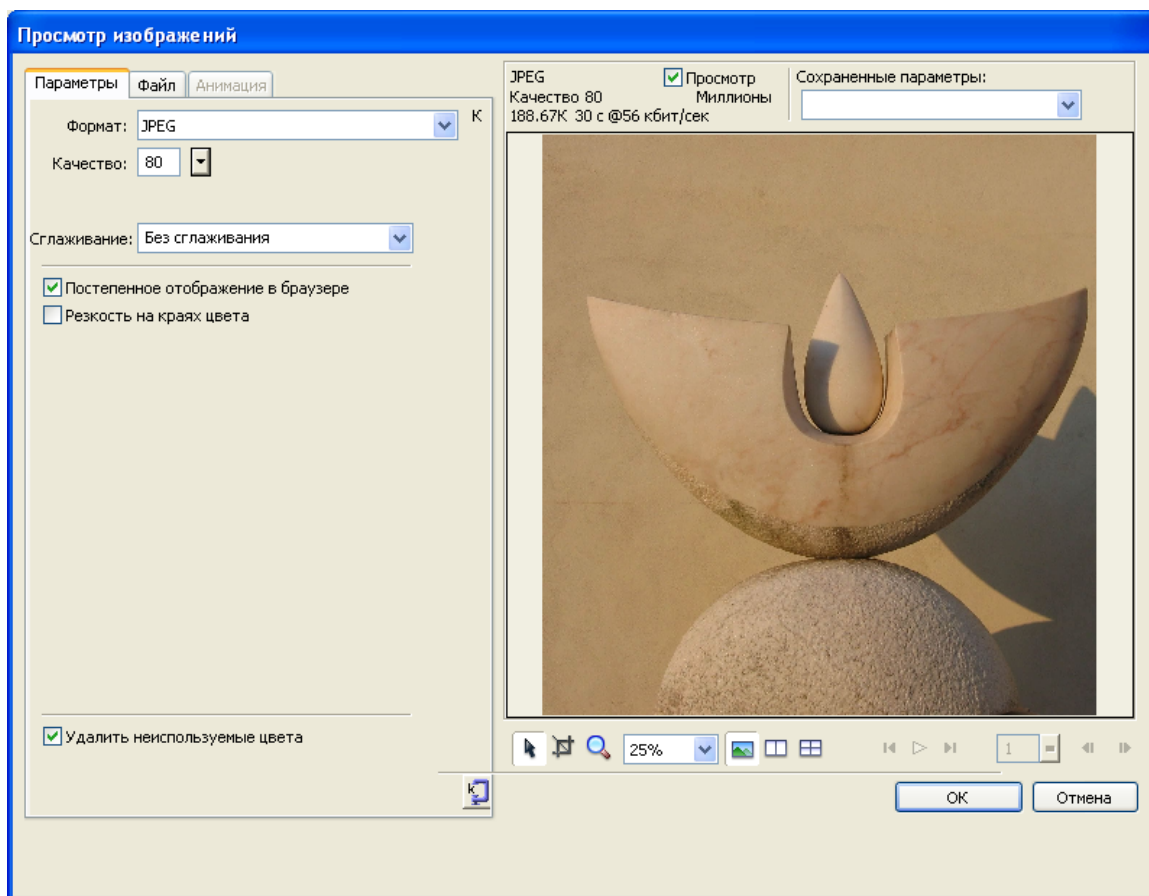 Просмотр изображений
Параметры
Файл
Анимация
Формат: JPEG
К
Качество: 80
Сглаживание: Без сглаживания
Постепенное отображение в браузере
Резкость на краях цвета
Удалить неиспользуемые цвета
k
JPEG
Просмотр
Качество 80 Миллионы
188.67K 30 с @56 кбит/сек
Сохраненные параметры:
25%
1
OK
Отмена